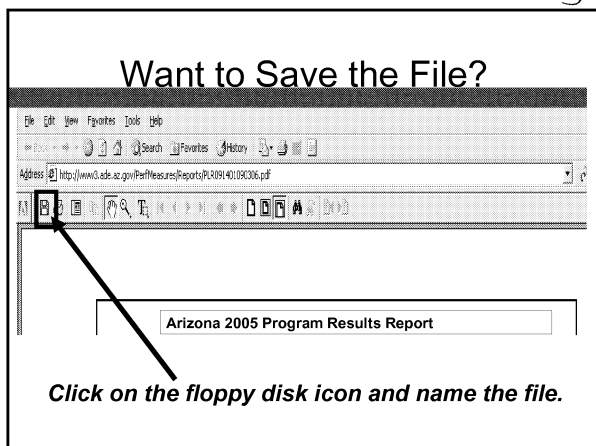 Want to Save the File?
File Edit View Favorites Tools Help
Back Search Favorites History
Address http://www3.ade.az.gov/PerfMeasures/Reports/PLR091401090306.pdf
Arizona 2005 Program Results Report
Click on the floppy disk icon and name the file.